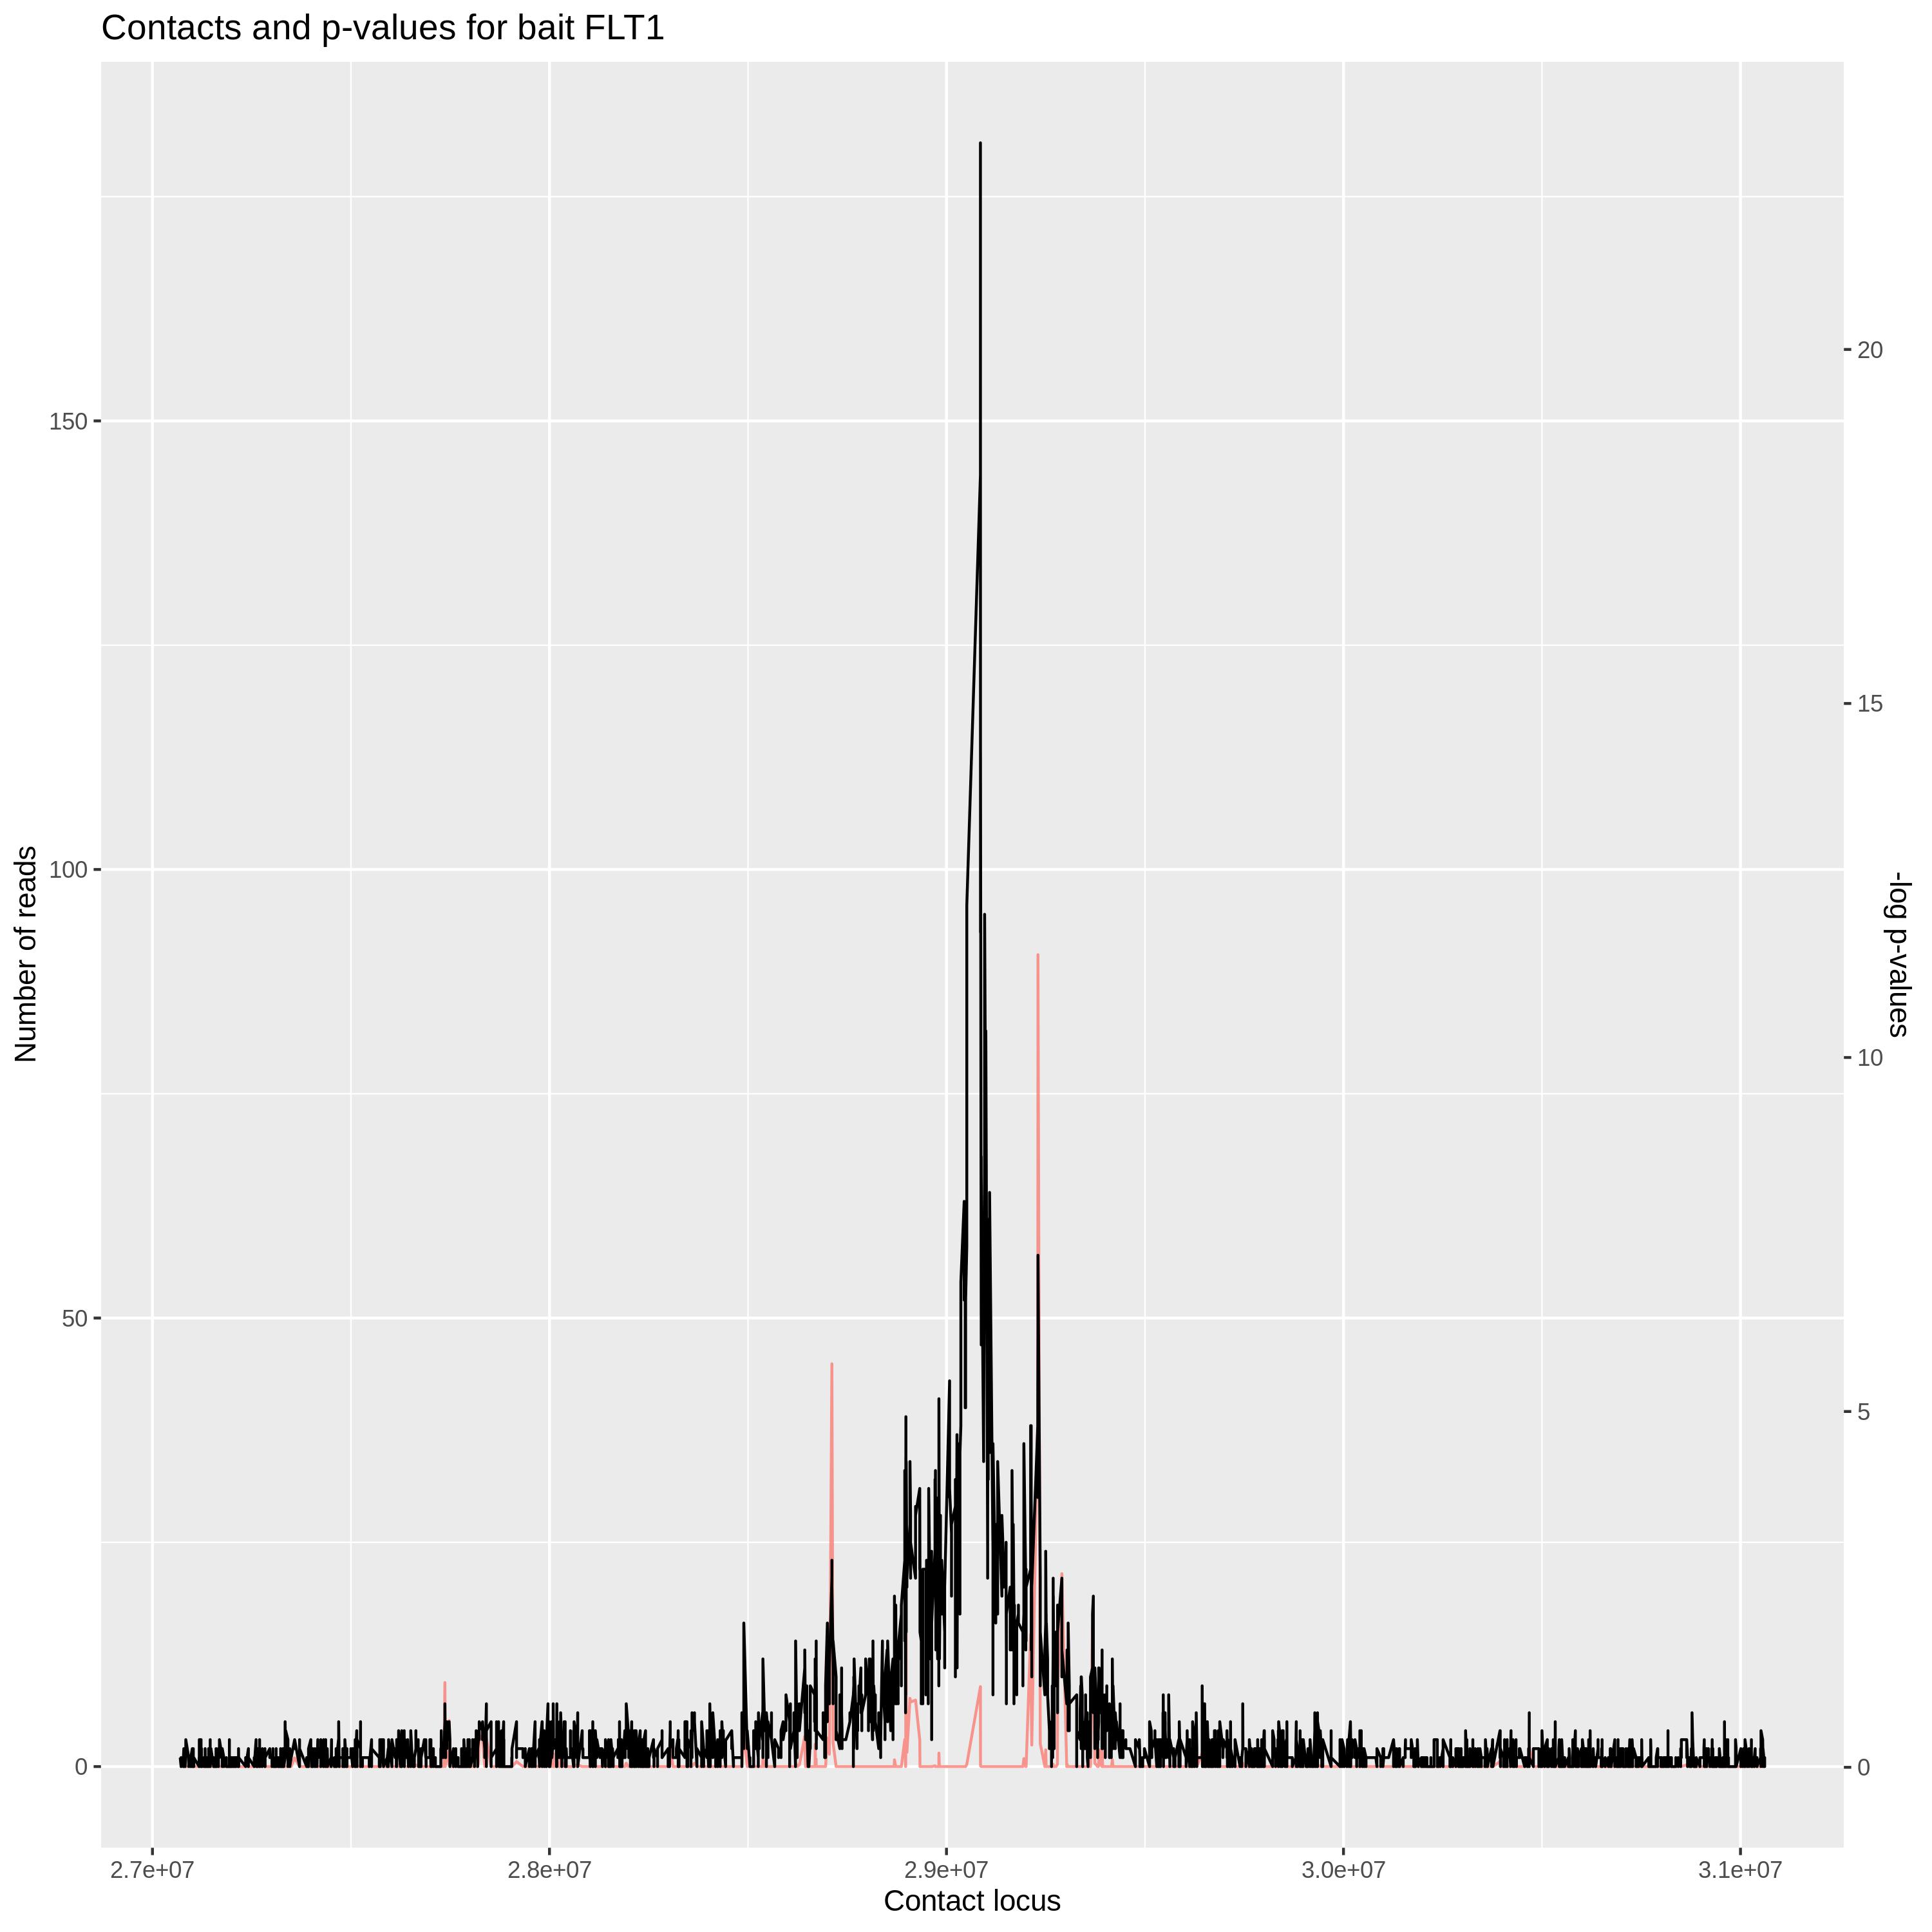 Contacts and p-values for bait FLT1
Number of reads
150
100
50
0
20
15
10
5
0
-log p-values
2.7e+07
2.8e+07
2.9e+07
3.0e+07
3.1e+07
Contact locus